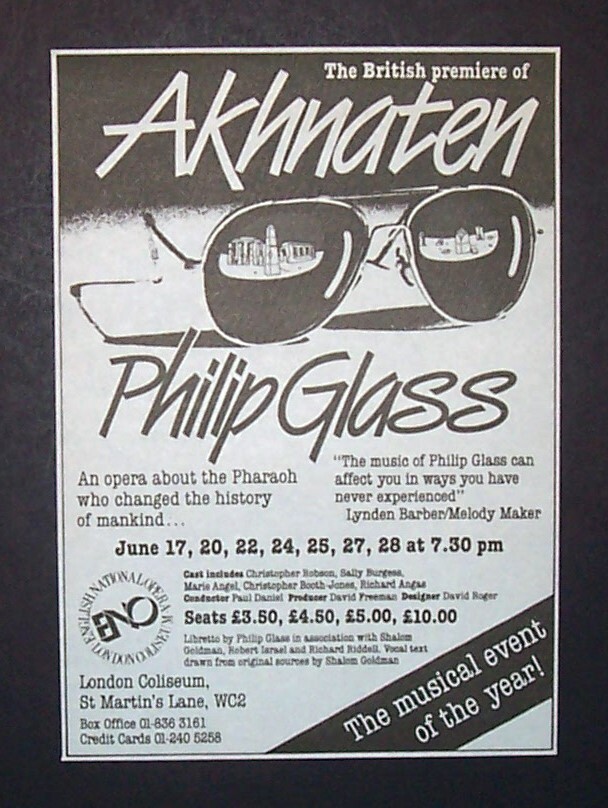 The British premiere of
Akhnaten
Philip Glass
An opera about the Pharaoh
who changed the history
of mankind...
"The music of Philip Glass can
affect you in ways you have
never experienced"
Lynden Barber/Melody Maker
June 17, 20, 22, 24, 25, 27, 28 at 7.30 pm
ENGLISH NATIONAL OPERA
LONDON COLISEUM
ENO
Cast includes Christopher Robson, Sally Burgess,
Marie Angel, Christopher Booth-Jones, Richard Angas
Conductor Paul Daniel Producer David Freeman Designer David Roger
Seats £3.50, £4.50, £5.00, £10.00
Libretto by Philip Glass in association with Shalom
Goldman, Robert Israel and Richard Riddell. Vocal text
drawn from original sources by Shalom Goldman
London Coliseum,
St Martin's Lane, WC2
Box Office 01-836 3161
Credit Cards 01-240 5258
The musical event
of the year!